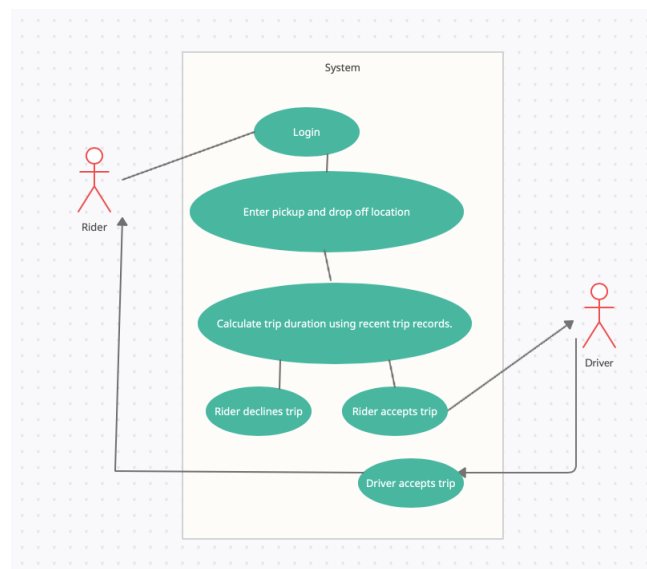 System
Login
Rider
Enter pickup and drop off location
Calculate trip duration using recent trip records.
Driver
Rider declines trip
Rider accepts trip
Driver accepts trip